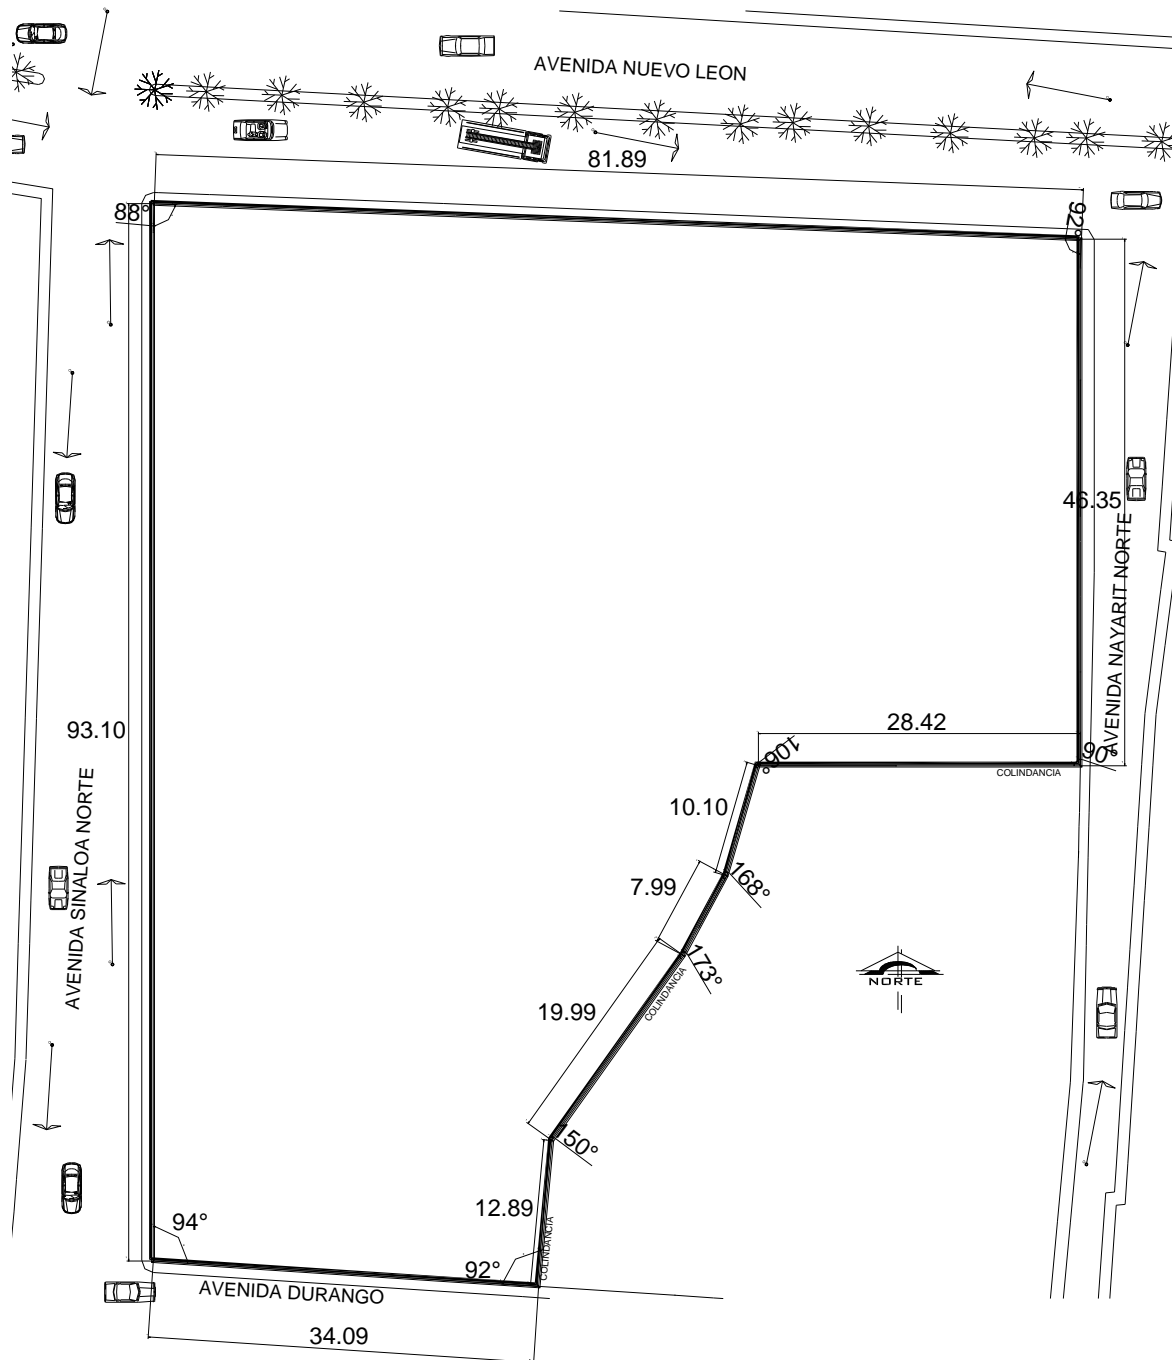 AVENIDA NUEVO LEON
81.89
88°
92°
46.35
AVENIDA NAYARIT NORTE
93.10
28.42
106°
90°
COLINDANCIA
AVENIDA SINALOA NORTE
10.10
168°
7.99
173°
COLINDANCIA
NORTE
19.99
150°
12.89
COLINDANCIA
94°
92°
AVENIDA DURANGO
34.09